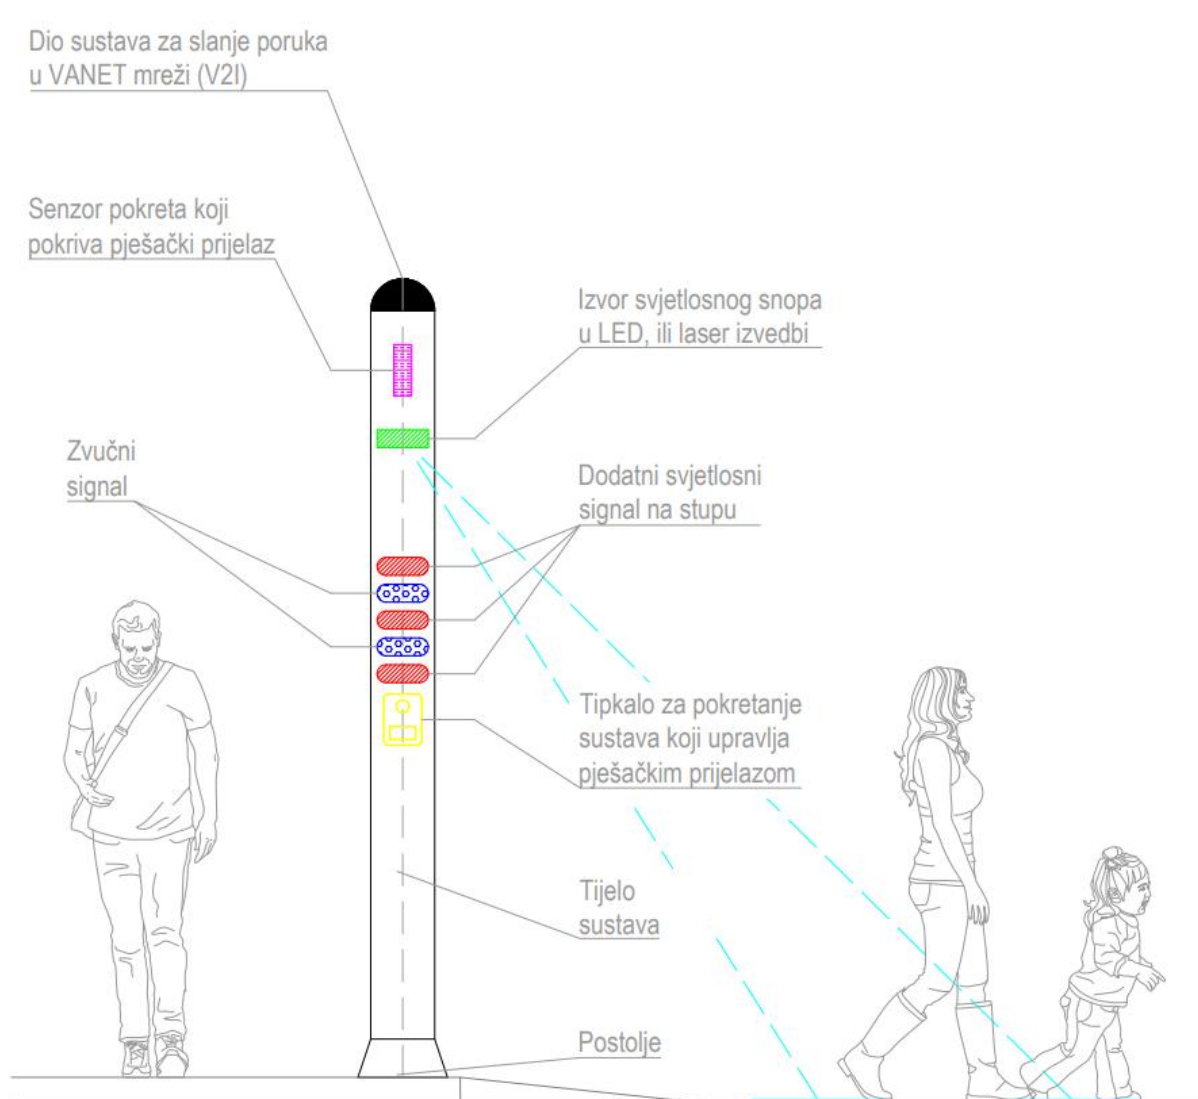 Dio sustava za slanje poruka
u VANET mreži (V2I)
Senzor pokreta koji
pokriva pješački prijelaz
Izvor svjetlosnog snopa
u LED, ili laser izvedbi
Zvučni
signal
Dodatni svjetlosni
signal na stupu
Tipkalo za pokretanje
sustava koji upravlja
pješačkim prijelazom
Tijelo
sustava
Postolje